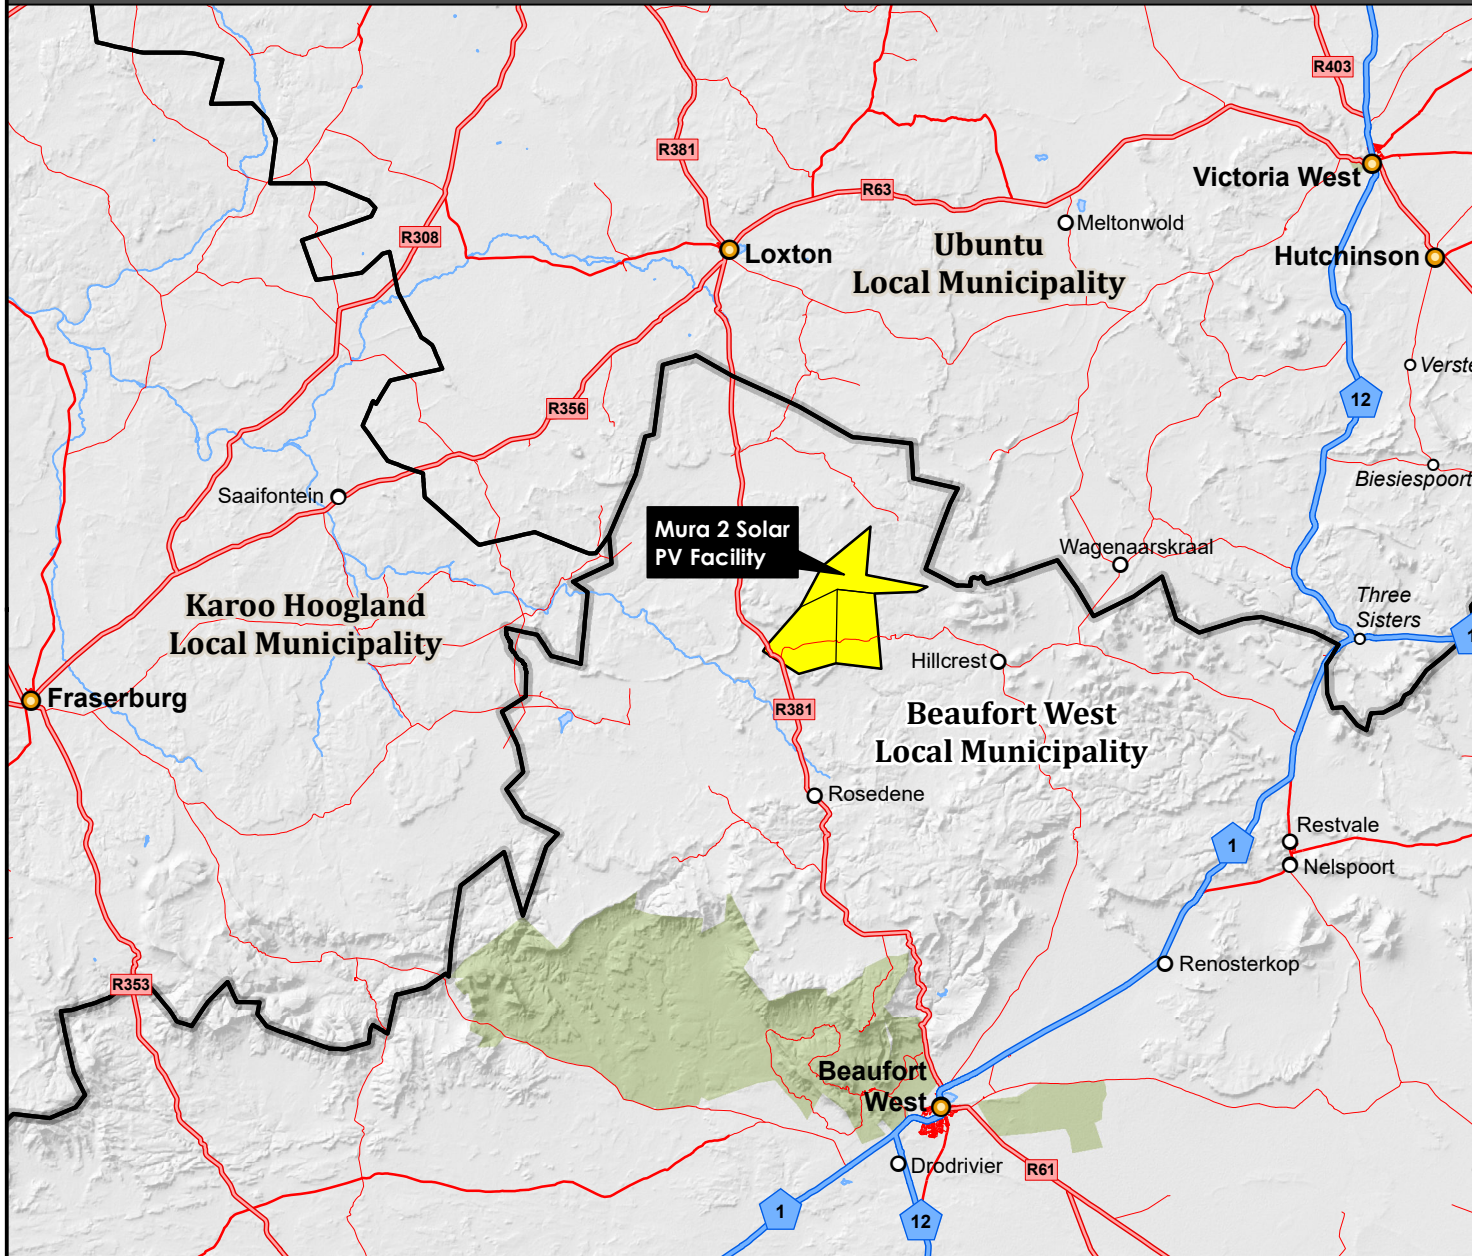 R403
R381
Victoria West
R63
Meltonwold
R308
Ubuntu
Local Municipality
Loxton
Hutchinson
Verste
12
R356
Biesiespoort
Saaifontein
Mura 2 Solar
PV Facility
Wagenaarskraal
Three
Sisters
Karoo Hoogland
Local Municipality
1
Hillcrest
Fraserburg
R381
Beaufort West
Local Municipality
Rosedene
Restvale
1
Nelspoort
Renosterkop
R353
Beaufort
West
Drodrivier
R61
1
12